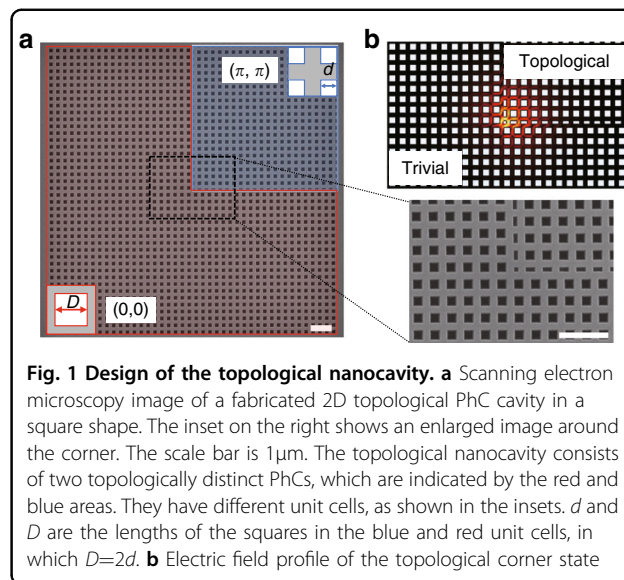 a
b
(π, π)
d
Topological
Trivial
D
(0,0)
Fig. 1 Design of the topological nanocavity. a Scanning electron
microscopy image of a fabricated 2D topological PhC cavity in a
square shape. The inset on the right shows an enlarged image around
the corner. The scale bar is 1μm. The topological nanocavity consists
of two topologically distinct PhCs, which are indicated by the red and
blue areas. They have different unit cells, as shown in the insets. d and
D are the lengths of the squares in the blue and red unit cells, in
which D=2d. b Electric field profile of the topological corner state